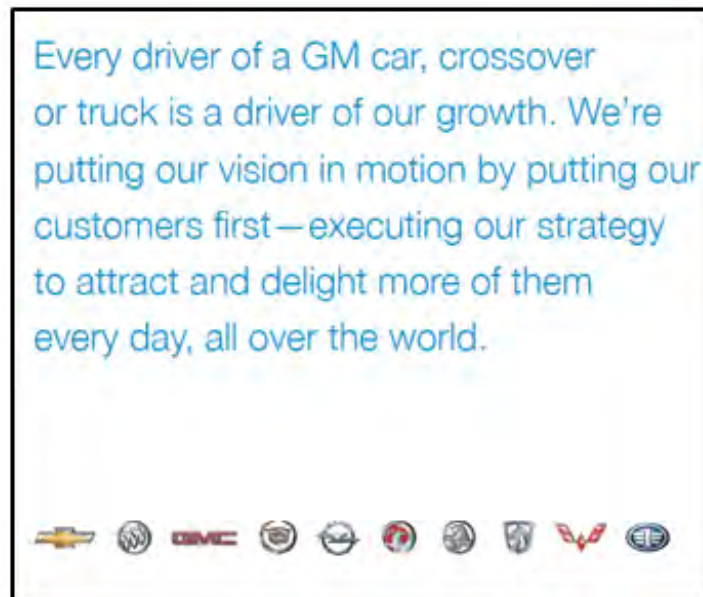 Every driver of a GM car, crossover
or truck is a driver of our growth. We’re
putting our vision in motion by putting our
customers first—executing our strategy
to attract and delight more of them
every day, all over the world.
GMC